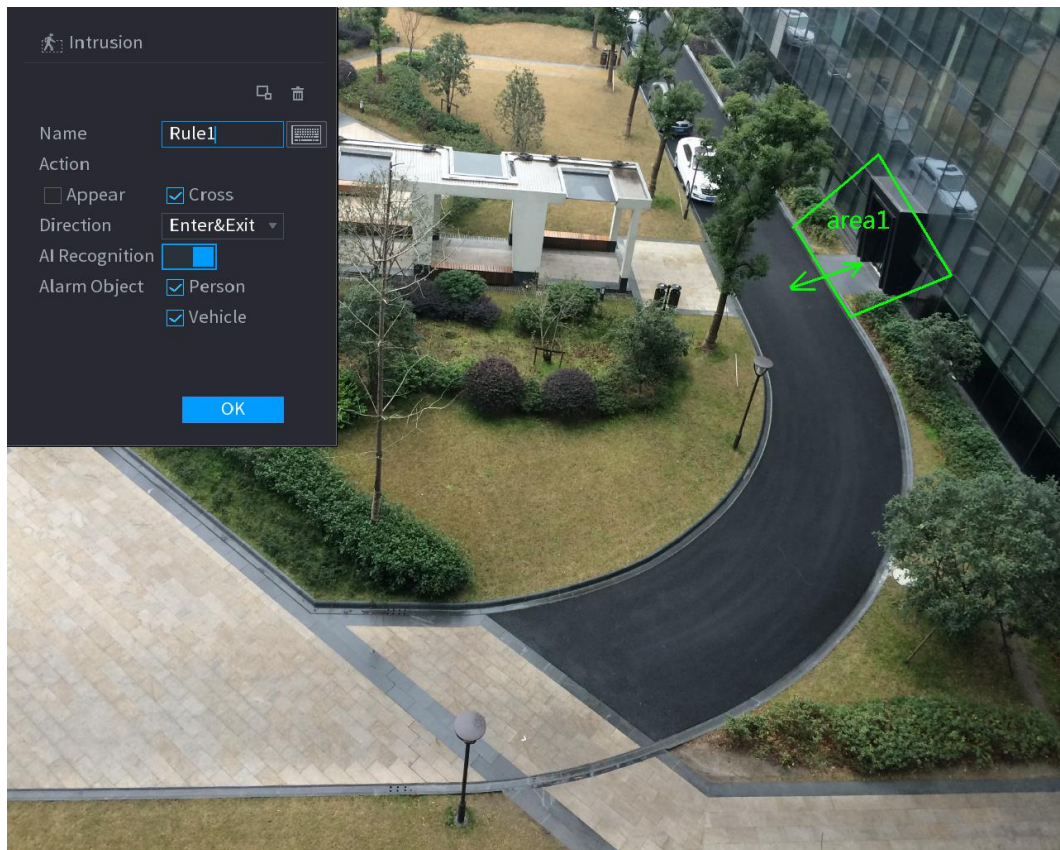 Intrusion
Name Rule1
Action
Appear Cross
Direction Enter&Exit
AI Recognition
Alarm Object Person
Vehicle
OK
area1